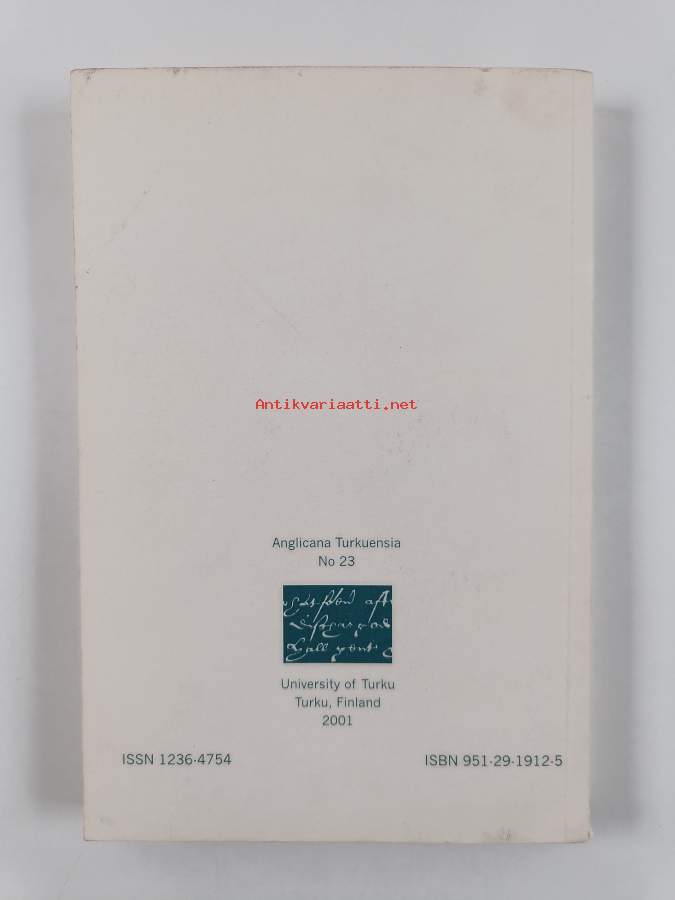 Antikvariaatti.net
Anglicana Turkuensia
No 23
University of Turku
Turku, Finland
2001
ISSN 1236-4754
ISBN 951-29-1912-5